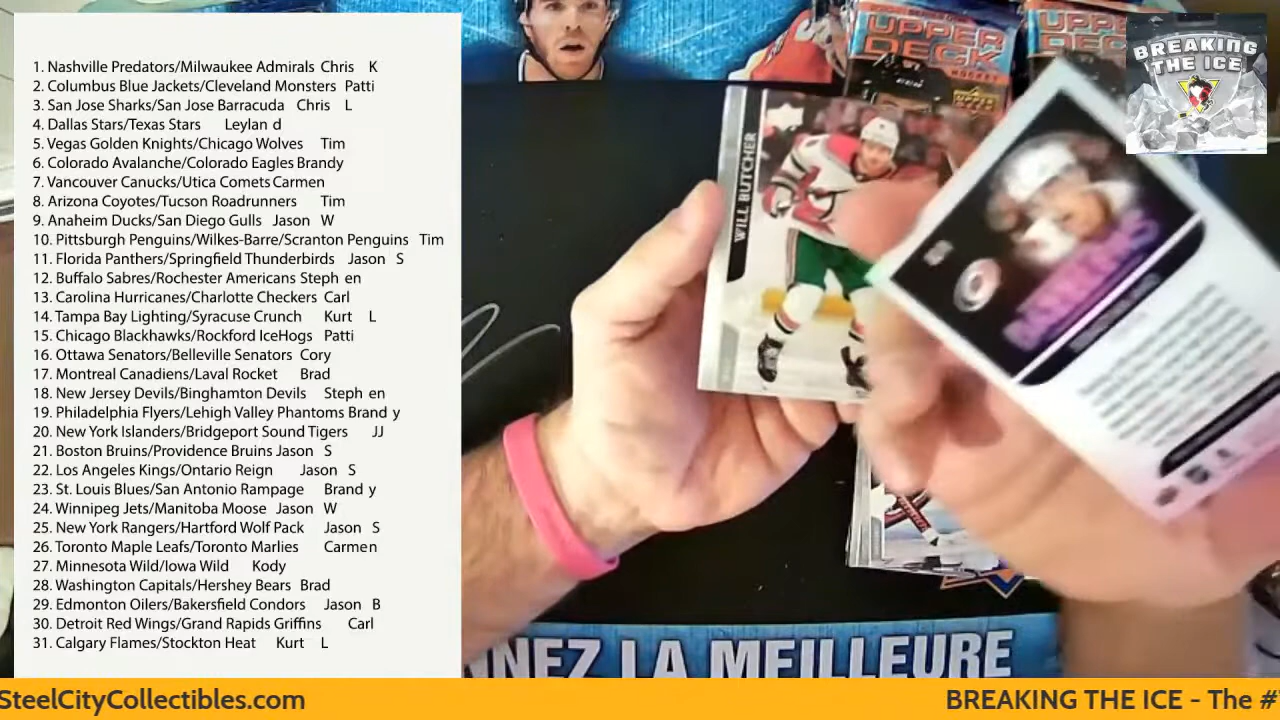 1. Nashville Predators/Milwaukee Admirals Chris K
2. Columbus Blue Jackets/Cleveland Monsters Patti
3. San Jose Sharks/San Jose Barracuda Chris L
4. Dallas Stars/Texas Stars Leylan d
5. Vegas Golden Knights/Chicago Wolves Tim
6. Colorado Avalanche/Colorado Eagles Brandy
7. Vancouver Canucks/Utica Comets Carmen
8. Arizona Coyotes/Tucson Roadrunners Tim
9. Anaheim Ducks/San Diego Gulls Jason W
10. Pittsburgh Penguins/Wilkes-Barre/Scranton Penguins Tim
11. Florida Panthers/Springfield Thunderbirds Jason S
12. Buffalo Sabres/Rochester Americans Steph en
13. Carolina Hurricanes/Charlotte Checkers Carl
14. Tampa Bay Lighting/Syracuse Crunch Kurt L
15. Chicago Blackhawks/Rockford IceHogs Patti
16. Ottawa Senators/Belleville Senators Cory
17. Montreal Canadiens/Laval Rocket Brad
18. New Jersey Devils/Binghamton Devils Steph en
19. Philadelphia Flyers/Lehigh Valley Phantoms Brand y
20. New York Islanders/Bridgeport Sound Tigers JJ
21. Boston Bruins/Providence Bruins Jason S
22. Los Angeles Kings/Ontario Reign Jason S
23. St. Louis Blues/San Antonio Rampage Brand y
24. Winnipeg Jets/Manitoba Moose Jason W
25. New York Rangers/Hartford Wolf Pack Jason S
26. Toronto Maple Leafs/Toronto Marlies Carmen
27. Minnesota Wild/Iowa Wild Kody
28. Washington Capitals/Hershey Bears Brad
29. Edmonton Oilers/Bakersfield Condors Jason B
30. Detroit Red Wings/Grand Rapids Griffins Carl
31. Calgary Flames/Stockton Heat Kurt L
UPPER DECK
HOCKEY
UPPER
BREAKING
THE ICE
WILL BUTCHER
NNEZ LA MEILLEURE
SteelCityCollectibles.com
BREAKING THE ICE - The #